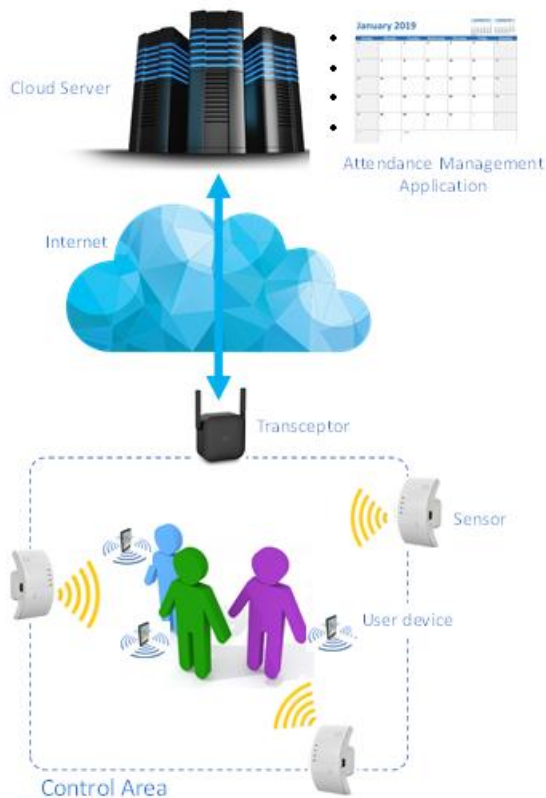 January 2019
Cloud Server
Attendance Management
Application
Internet
Transceptor
Sensor
User device
Control Area